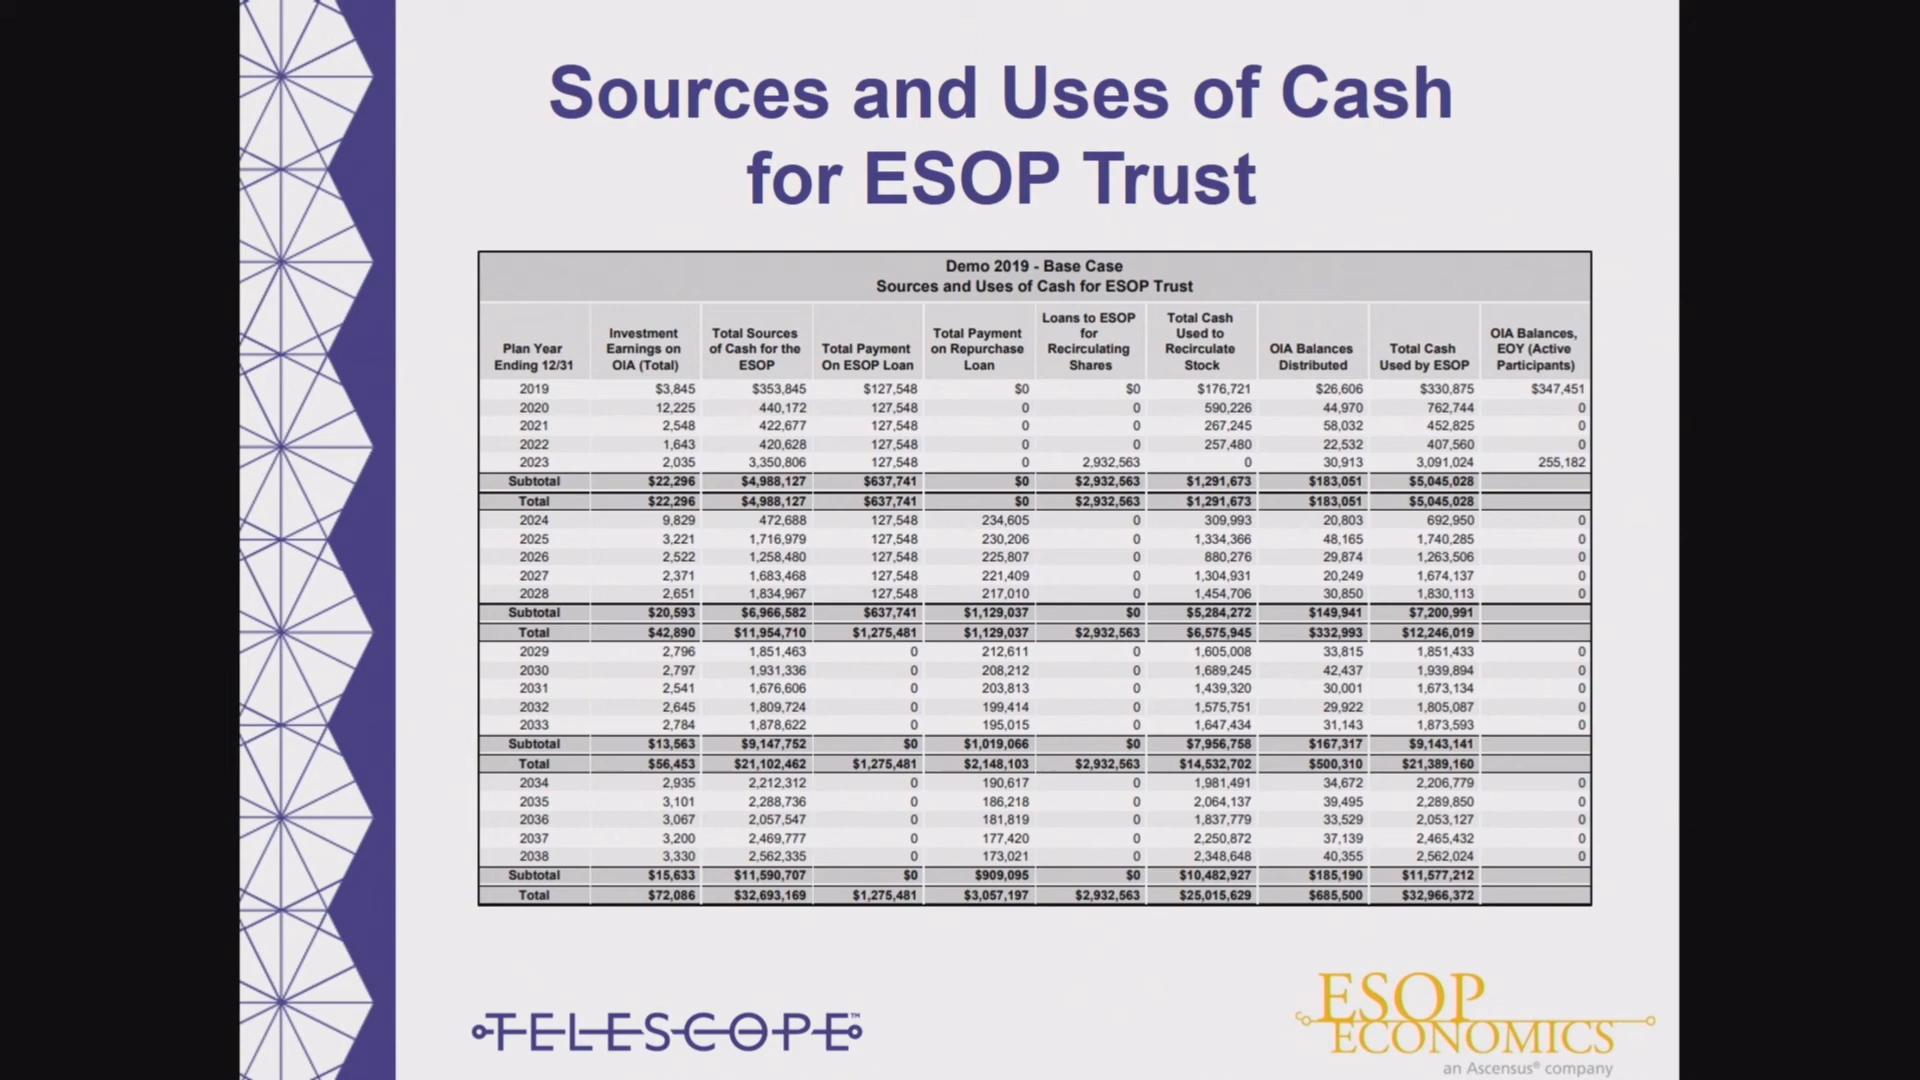 Sources and Uses of Cash
for ESOP Trust
Demo 2019 - Base Case
Sources and Uses of Cash for ESOP Trust
Plan Year Ending 12/31 Investment Earnings on OIA (Total) Total Sources of Cash for the ESOP Total Payment On ESOP Loan Total Payment on Repurchase Loan Loans to ESOP for Recirculating Shares Total Cash Used to Recirculate Stock OIA Balances Distributed Total Cash Used by ESOP OIA Balances, EOY (Active Participants)
2019 $3,845 $353,845 $127,548 $0 $0 $176,721 $26,606 $330,875 $347,451
2020 12,225 440,172 127,548 0 0 590,226 44,970 762,744 0
2021 2,548 422,677 127,548 0 0 267,245 58,032 452,825 0
2022 1,643 420,628 127,548 0 0 257,480 22,532 407,560 0
2023 2,035 3,350,806 127,548 0 2,932,563 0 30,913 3,091,024 255,182
Subtotal $22,296 $4,988,127 $637,741 $0 $2,932,563 $1,291,673 $183,051 $5,045,028
Total $22,296 $4,988,127 $637,741 $0 $2,932,563 $1,291,673 $183,051 $5,045,028
2024 9,829 472,688 127,548 234,605 0 309,993 20,803 692,950 0
2025 3,221 1,716,979 127,548 230,206 0 1,334,366 48,165 1,740,285 0
2026 2,522 1,258,480 127,548 225,807 0 880,276 29,874 1,263,506 0
2027 2,371 1,683,468 127,548 221,409 0 1,304,931 20,249 1,674,137 0
2028 2,651 1,834,967 127,548 217,010 0 1,454,706 30,850 1,830,113 0
Subtotal $20,593 $6,966,582 $637,741 $1,129,037 $0 $5,284,272 $149,941 $7,200,991
Total $42,890 $11,954,710 $1,275,481 $1,129,037 $2,932,563 $6,575,945 $332,993 $12,246,019
2029 2,796 1,851,463 0 212,611 0 1,605,008 33,815 1,851,433 0
2030 2,797 1,931,336 0 208,212 0 1,689,245 42,437 1,939,894 0
2031 2,541 1,676,606 0 203,813 0 1,439,320 30,001 1,673,134 0
2032 2,645 1,809,724 0 199,414 0 1,575,751 29,922 1,805,087 0
2033 2,784 1,878,622 0 195,015 0 1,647,434 31,143 1,873,593 0
Subtotal $13,563 $9,147,752 $0 $1,019,066 $0 $7,956,758 $167,317 $9,143,141
Total $56,453 $21,102,462 $1,275,481 $2,148,103 $2,932,563 $14,532,702 $500,310 $21,389,160
2034 2,935 2,212,312 0 190,617 0 1,981,491 34,672 2,206,779 0
2035 3,101 2,288,736 0 186,218 0 2,064,137 39,495 2,289,850 0
2036 3,067 2,057,547 0 181,819 0 1,837,779 33,529 2,053,127 0
2037 3,200 2,469,777 0 177,420 0 2,250,872 37,139 2,465,432 0
2038 3,330 2,562,335 0 173,021 0 2,348,648 40,355 2,562,024 0
Subtotal $15,633 $11,590,707 $0 $909,095 $0 $10,482,927 $185,190 $11,577,212
Total $72,086 $32,693,169 $1,275,481 $3,057,197 $2,932,563 $25,015,629 $685,500 $32,966,372
TELESCOPE™
ESOP
ECONOMICS
an Ascensus® company